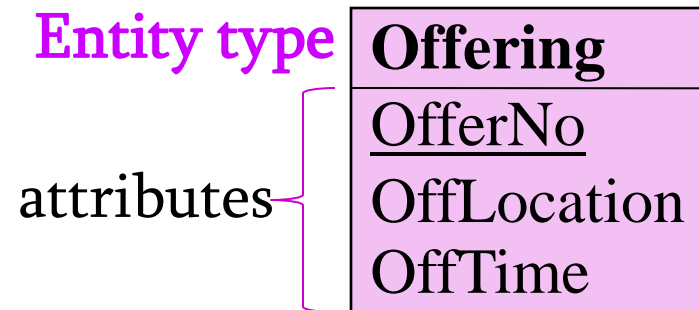 Entity type
Offering
OfferNo
attributes
OffLocation
OffTime